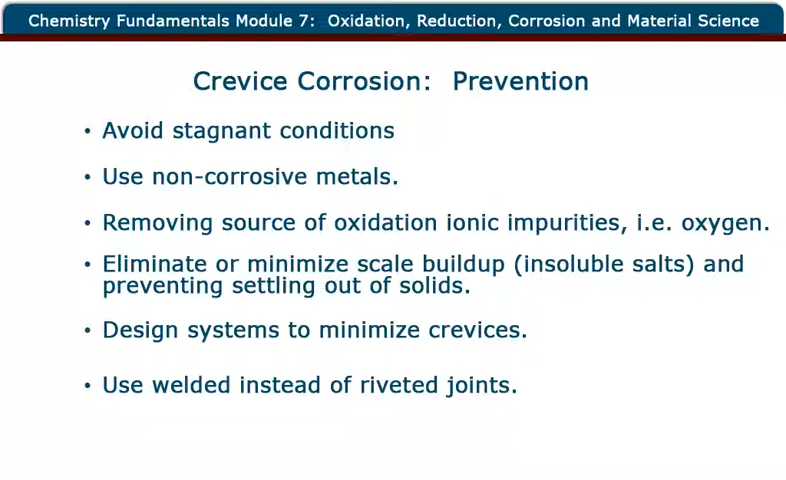 Chemistry Fundamentals Module 7:  Oxidation, Reduction, Corrosion and Material Science
Crevice Corrosion:  Prevention
• Avoid stagnant conditions
• Use non-corrosive metals.
• Removing source of oxidation ionic impurities, i.e. oxygen.
• Eliminate or minimize scale buildup (insoluble salts) and
preventing settling out of solids.
• Design systems to minimize crevices.
• Use welded instead of riveted joints.